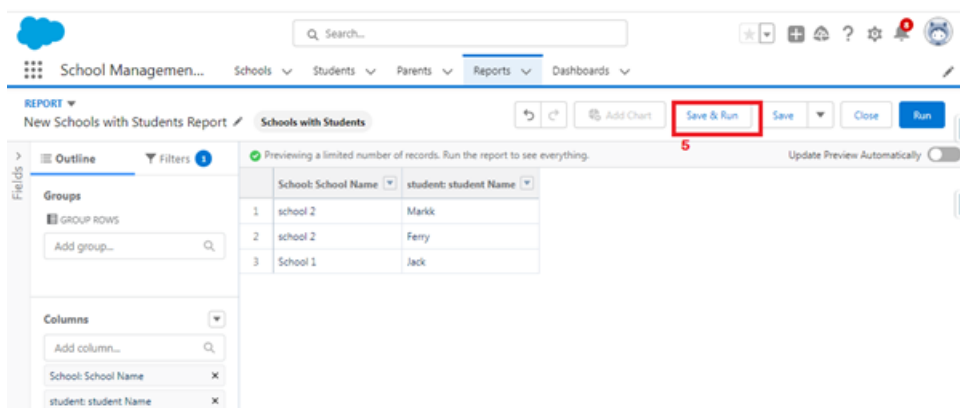 Search...
8
School Managemen... Schools Students Parents Reports Dashboards
REPORT
New Schools with Students Report Schools with Students
Add Chart Save & Run Save Close Run
5
Fields
Outline Filters 1
Previewing a limited number of records. Run the report to see everything. Update Preview Automatically
Groups
GROUP ROWS
Add group...
School: School Name student: student Name
1 school 2 Markk
2 school 2 Ferry
3 School 1 Jack
Columns
Add column...
School: School Name
student: student Name